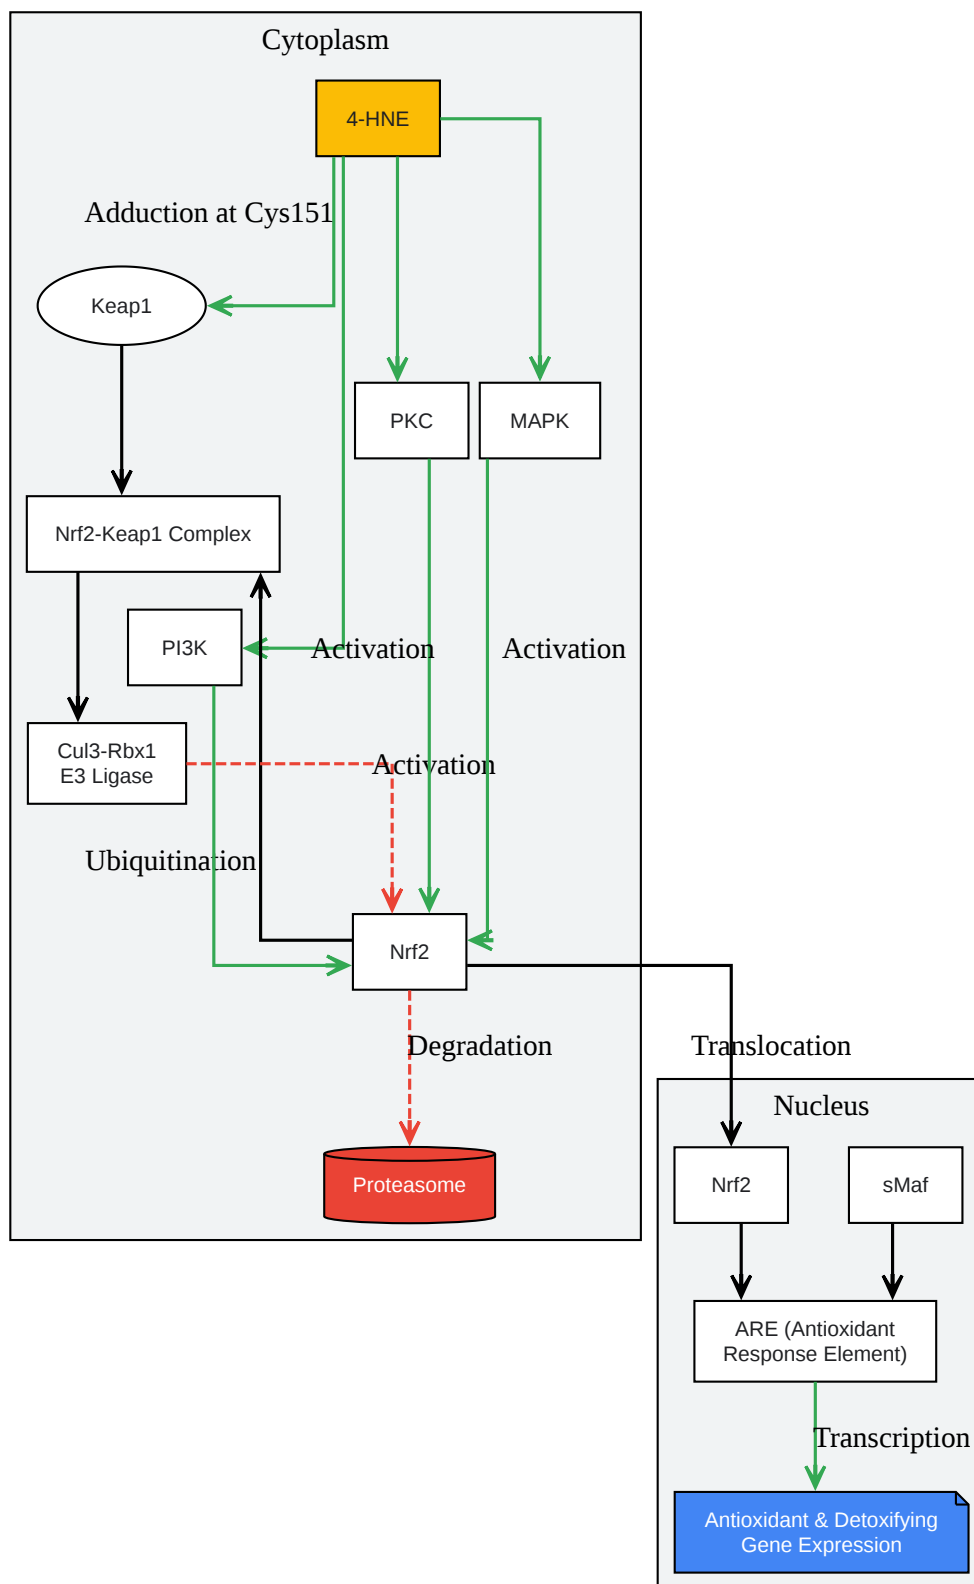 Cytoplasm
4-HNE
Adduction at Cys151
Keap1
PKC
MAPK
Nrf2-Keap1 Complex
PI3K
Activation
Activation
Cul3-Rbx1
E3 Ligase
Activation
Ubiquitination
Nrf2
Degradation
Translocation
Nucleus
Proteasome
Nrf2
sMaf
ARE (Antioxidant
Response Element)
Transcription
Antioxidant & Detoxifying
Gene Expression